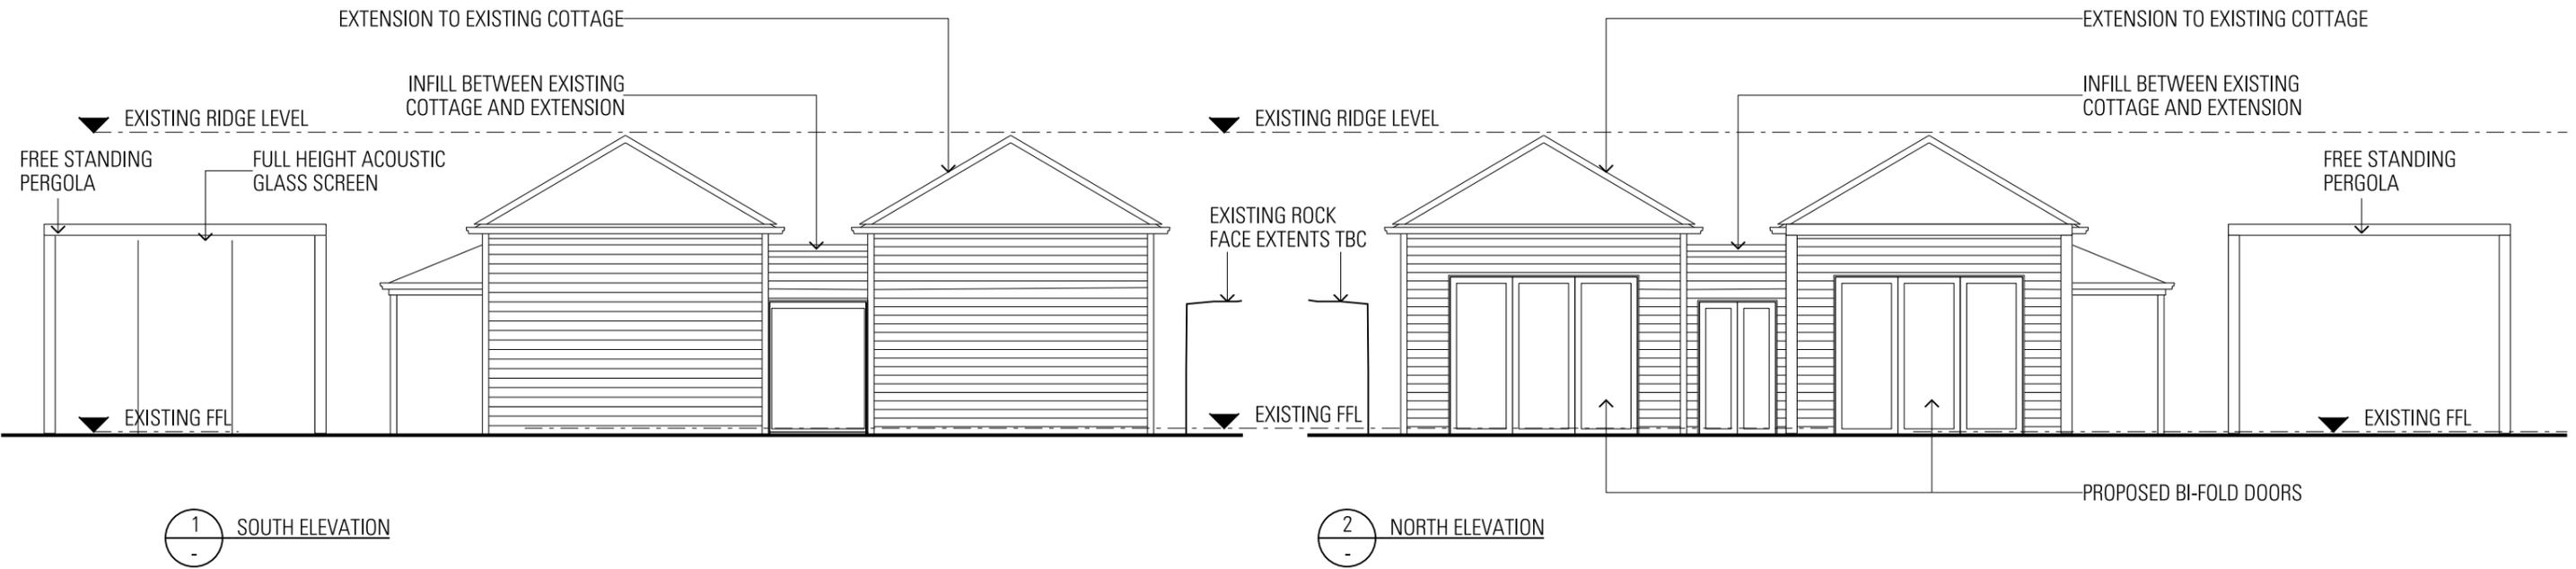 EXTENSION TO EXISTING COTTAGE
INFILL BETWEEN EXISTING
COTTAGE AND EXTENSION
EXISTING RIDGE LEVEL
FREE STANDING
PERGOLA
FULL HEIGHT ACOUSTIC
GLASS SCREEN
EXISTING FFL
1
-
SOUTH ELEVATION
EXTENSION TO EXISTING COTTAGE
INFILL BETWEEN EXISTING
COTTAGE AND EXTENSION
EXISTING RIDGE LEVEL
FREE STANDING
PERGOLA
EXISTING ROCK
FACE EXTENTS TBC
EXISTING FFL
EXISTING FFL
PROPOSED BI-FOLD DOORS
2
-
NORTH ELEVATION